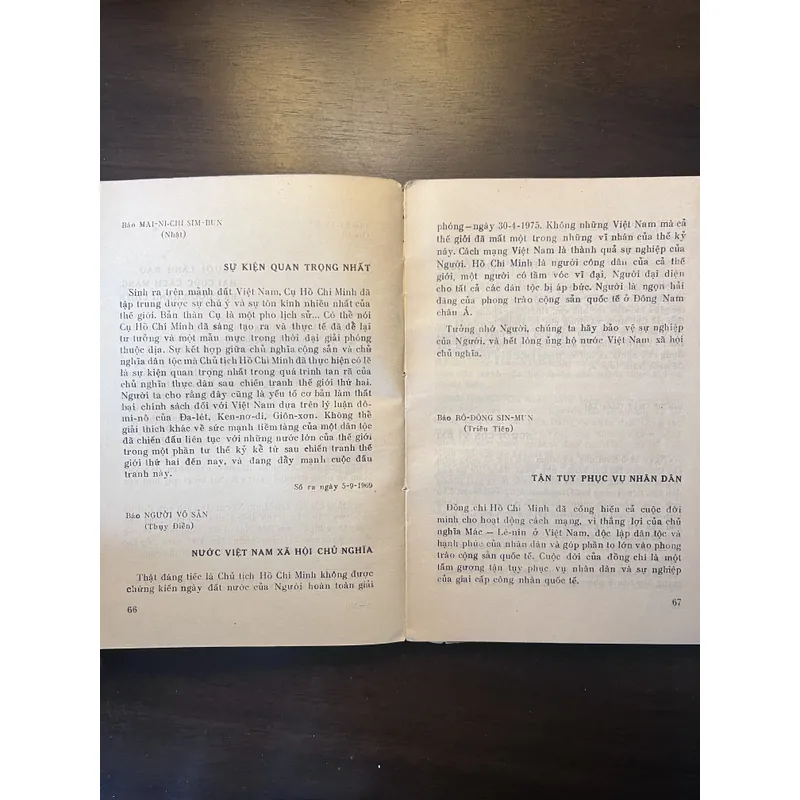 Báo MAI-NI-CHI SIM-BUN
(Nhật)
SỰ KIỆN QUAN TRỌNG NHẤT
Sinh ra trên mảnh đất Việt Nam, Cụ Hồ Chí Minh đã
tập trung được sự chú ý và sự tôn kính nhiều nhất của
thế giới. Bản thân Cụ là một pho lịch sử... Có thể nói
Cụ Hồ Chí Minh đã sáng tạo ra và thực tế đã để lại
tư tưởng và một mẫu mực trong thời đại giải phóng
thuộc địa. Sự kết hợp giữa chủ nghĩa cộng sản và chủ
nghĩa dân tộc mà Chủ tịch Hồ Chí Minh đã thực hiện có lẽ
là sự kiện quan trọng nhất trong quá trình tan rã của
chủ nghĩa thực dân sau chiến tranh thế giới thứ hai.
Người ta cho rằng đây cũng là yếu tố cơ bản làm thất
bại chính sách đối với Việt Nam dựa trên lý luận đô-
mi-nô của Đa-lét, Ken-nơ-đi, Giôn-xơn. Không thể
giải thích khác về sức mạnh tiềm tàng của một dân tộc
đã chiến đấu liên tục với những nước lớn của thế giới
trong một phần tư thế kỷ kể từ sau chiến tranh thế
giới thứ hai đến nay, và đang đẩy mạnh cuộc đấu
tranh này.
Số ra ngày 5-9-1969
Báo NGƯỜI VÔ SẢN
(Thụy Điển)
NƯỚC VIỆT NAM XÃ HỘI CHỦ NGHĨA
Thật đáng tiếc là Chủ tịch Hồ Chí Minh không được
chứng kiến ngày đất nước của Người hoàn toàn giải
66
phóng—ngày 30-4-1975. Không những Việt Nam mà cả
thế giới đã mất một trong những vĩ nhân của thế kỷ
này. Cách mạng Việt Nam là thành quả sự nghiệp của
Người. Hồ Chí Minh là người công dân của cả thế
giới, một người có tầm vóc vĩ đại, Người đại diện
cho tất cả các dân tộc bị áp bức. Người là ngọn hải
đăng của phong trào cộng sản quốc tế ở Đông Nam
châu Á.
Tưởng nhớ Người, chúng ta hãy bảo vệ sự nghiệp
của Người, và hết lòng ủng hộ nước Việt Nam xã hội
chủ nghĩa.
Báo RÔ-ĐÔNG SIN-MUN
(Triều Tiên)
TẬN TỤY PHỤC VỤ NHÂN DÂN
Đồng chí Hồ Chí Minh đã cống hiến cả cuộc đời
mình cho hoạt động cách mạng, vì thắng lợi của chủ
nghĩa Mác — Lê-nin ở Việt Nam, độc lập dân tộc và
hạnh phúc của nhân dân và góp phần to lớn vào phong
trào cộng sản quốc tế. Cuộc đời của đồng chí là một
tấm gương tận tụy phục vụ nhân dân và sự nghiệp
của giai cấp công nhân quốc tế.
67